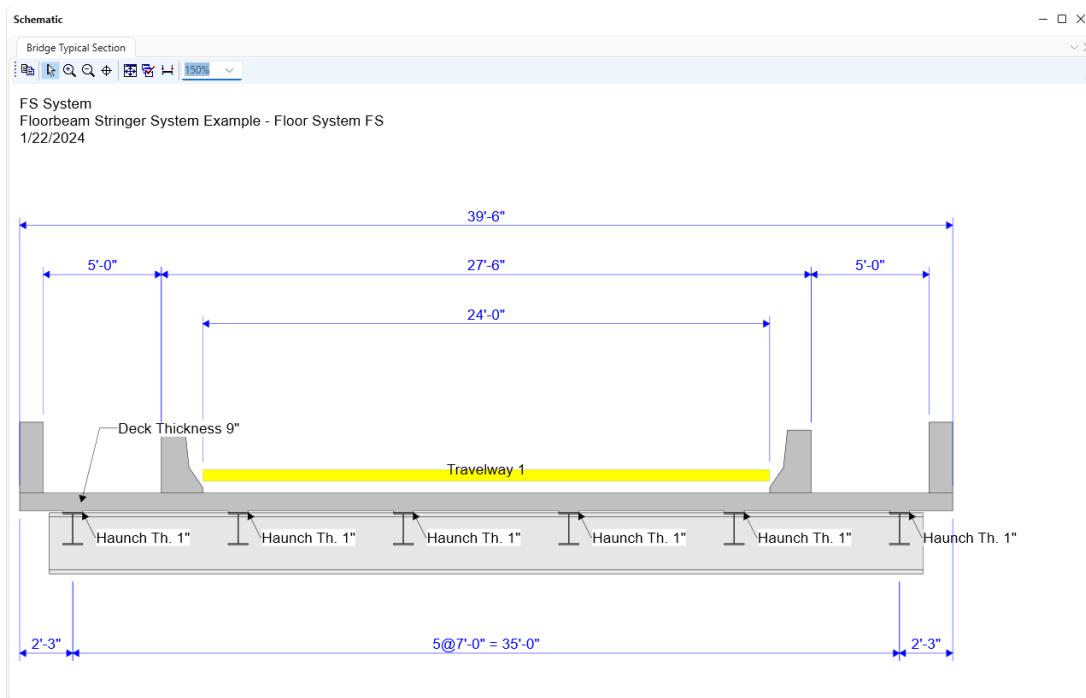 Schematic
Bridge Typical Section
150%
FS System
Floorbeam Stringer System Example - Floor System FS
1/22/2024
39'-6"
5'-0" 27'-6" 5'-0"
24'-0"
Deck Thickness 9"
Travelway 1
Haunch Th. 1" Haunch Th. 1" Haunch Th. 1" Haunch Th. 1" Haunch Th. 1" Haunch Th. 1"
2'-3" 5@7'-0" = 35'-0" 2'-3"